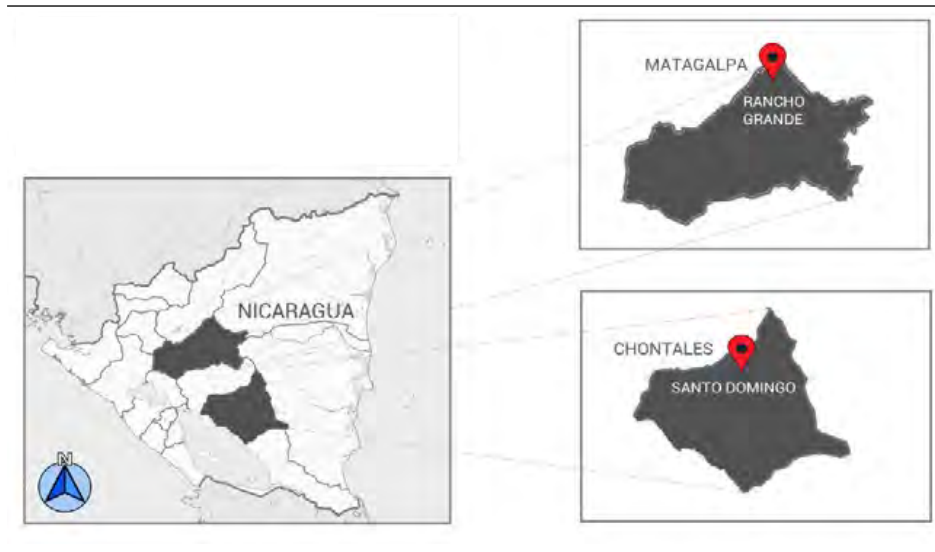 MATAGALPA
RANCHO
GRANDE
NICARAGUA
CHONTALES
SANTO DOMINGO
N